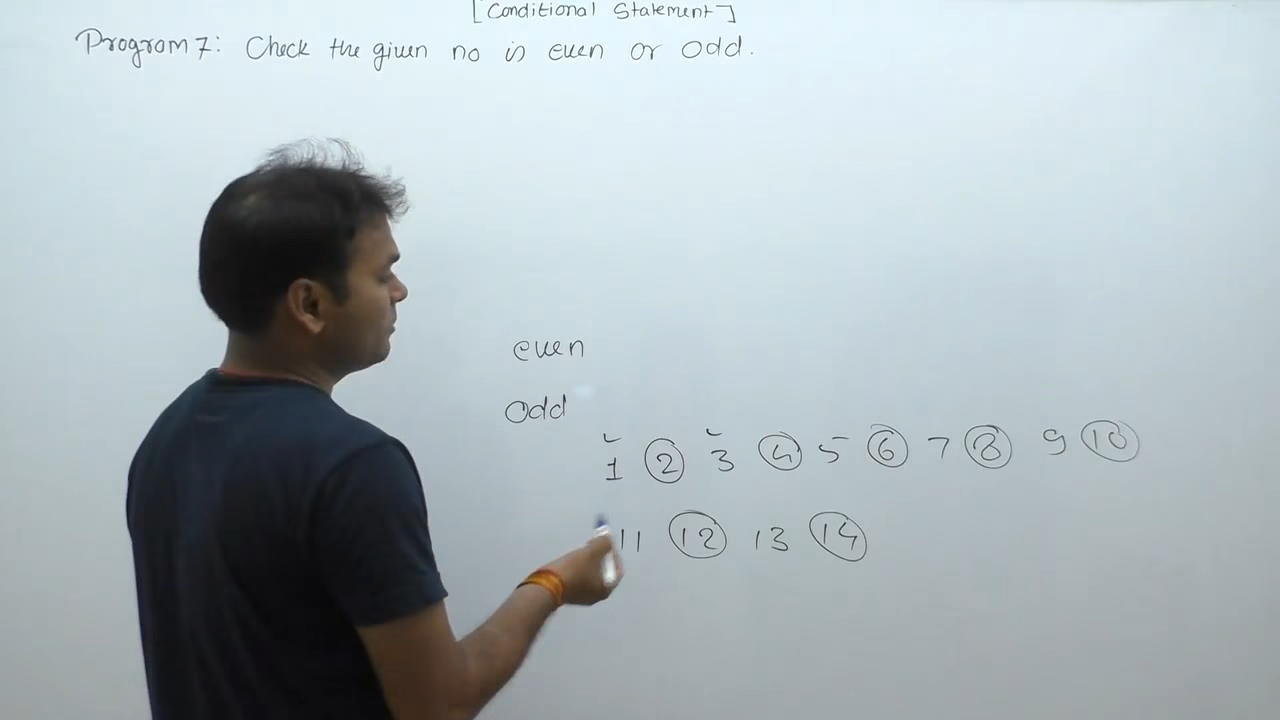 [Conditional Statement]
Program 7: Check the given no is even or odd.
even
odd
1 2 3 4 5 6 7 8 9 10
11 12 13 14